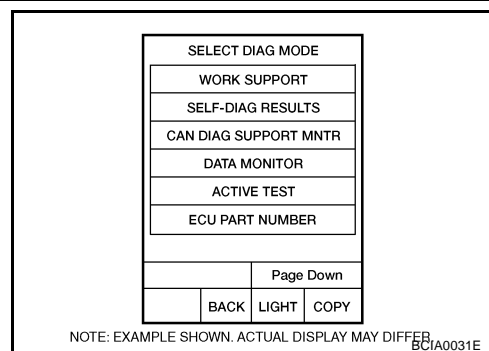 SELECT DIAG MODE
WORK SUPPORT
SELF-DIAG RESULTS
CAN DIAG SUPPORT MNTR
DATA MONITOR
ACTIVE TEST
ECU PART NUMBER
Page Down
BACK LIGHT COPY
NOTE: EXAMPLE SHOWN. ACTUAL DISPLAY MAY DIFFER.
BCIA0031E